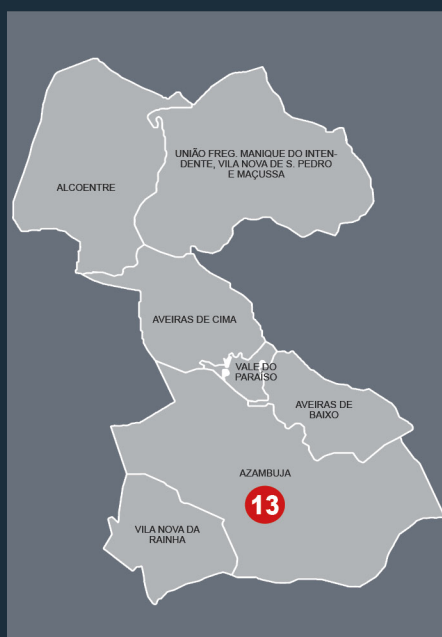 UNIÃO FREG. MANIQUE DO INTEN-
DENTE, VILA NOVA DE S. PEDRO
E MAÇUSSA
ALCOENTRE
AVEIRAS DE CIMA
VALE DO
PARAÍSO
AVEIRAS DE
BAIXO
AZAMBUJA
13
VILA NOVA DA
RAINHA